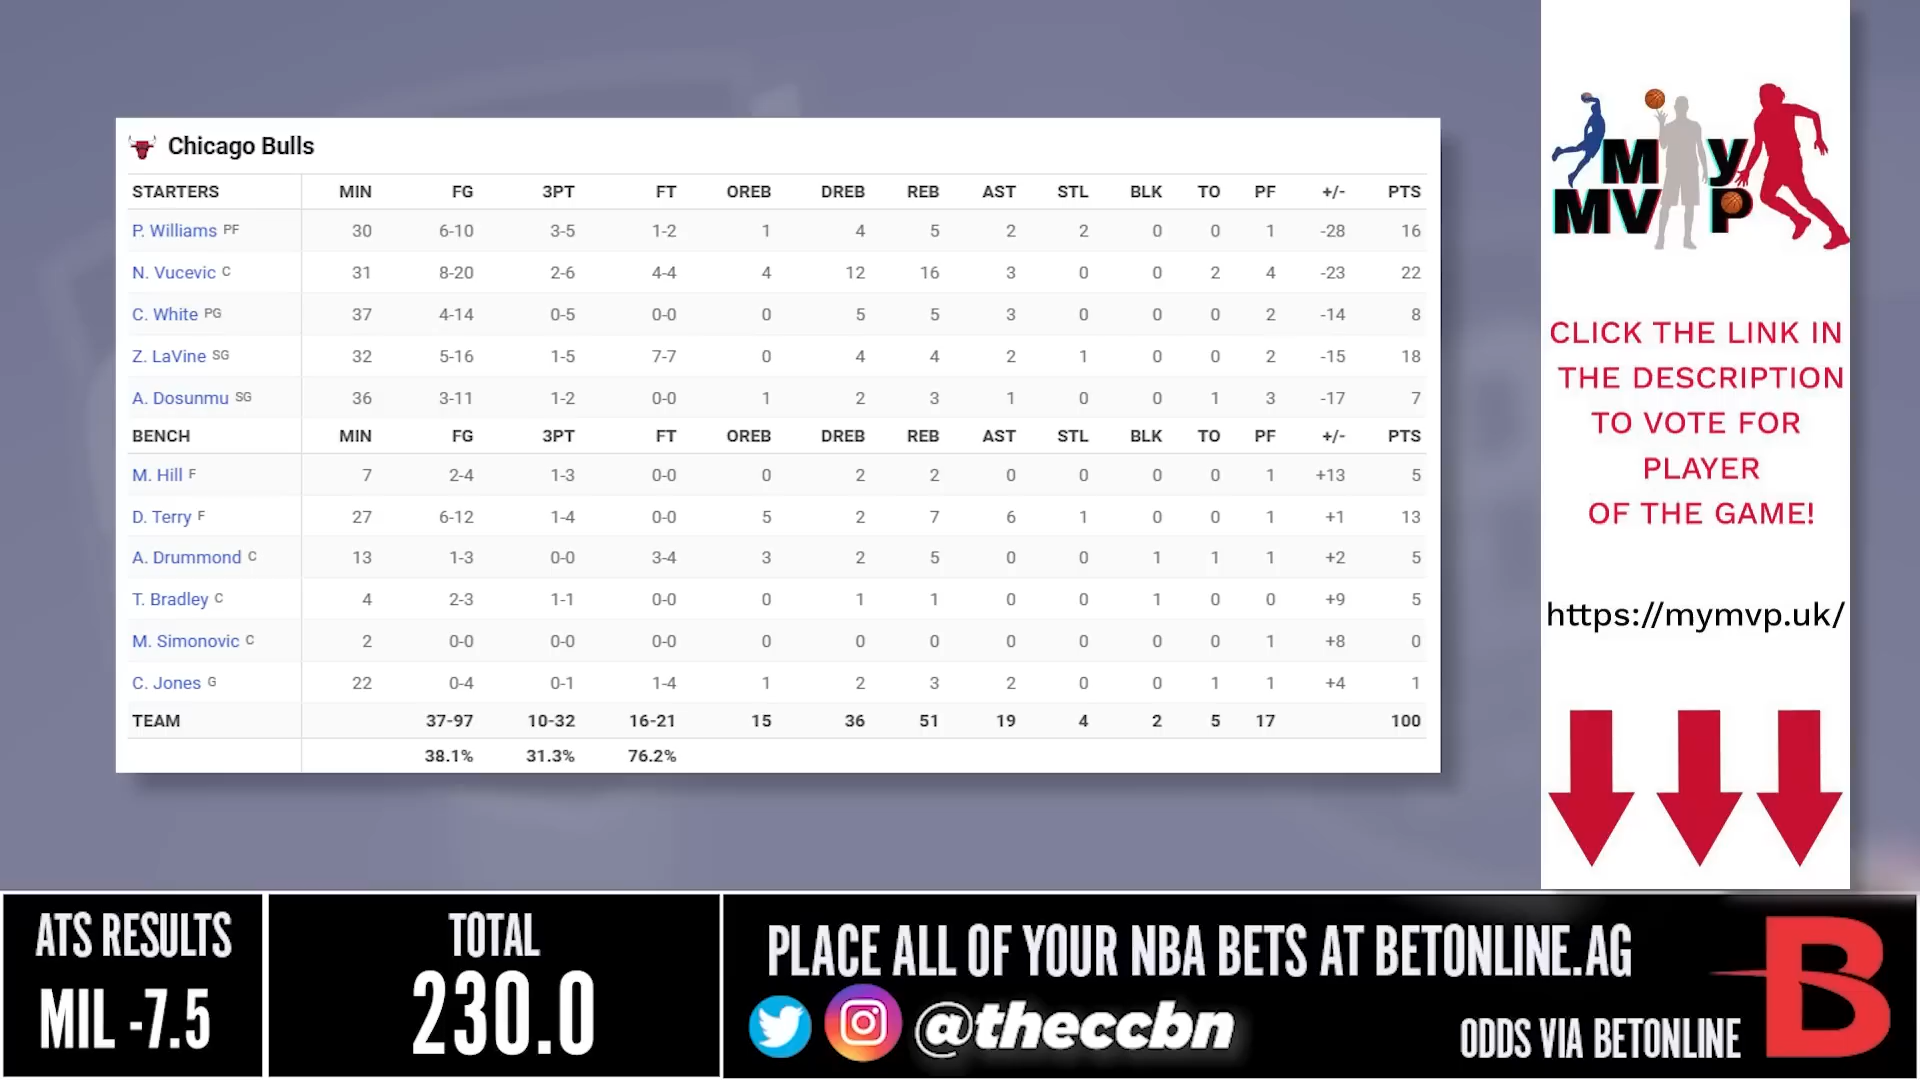 Chicago Bulls
STARTERS MIN FG 3PT FT OREB DREB REB AST STL BLK TO PF +/- PTS
P. Williams PF 30 6-10 3-5 1-2 1 4 5 2 2 0 0 1 -28 16
N. Vucevic C 31 8-20 2-6 4-4 4 12 16 3 0 0 2 4 -23 22
C. White PG 37 4-14 0-5 0-0 0 5 5 3 0 0 0 2 -14 8
Z. LaVine SG 32 5-16 1-5 7-7 0 4 4 2 1 0 0 2 -15 18
A. Dosunmu SG 36 3-11 1-2 0-0 1 2 3 1 0 0 1 3 -17 7
BENCH MIN FG 3PT FT OREB DREB REB AST STL BLK TO PF +/- PTS
M. Hill F 7 2-4 1-3 0-0 0 2 2 0 0 0 0 1 +13 5
D. Terry F 27 6-12 1-4 0-0 5 2 7 6 1 0 0 1 +1 13
A. Drummond C 13 1-3 0-0 3-4 3 2 5 0 0 1 1 1 +2 5
T. Bradley C 4 2-3 1-1 0-0 0 1 1 0 0 1 0 0 +9 5
M. Simonovic C 2 0-0 0-0 0-0 0 0 0 0 0 0 0 1 +8 0
C. Jones G 22 0-4 0-1 1-4 1 2 3 2 0 0 1 1 +4 1
TEAM 37-97 10-32 16-21 15 36 51 19 4 2 5 17 100
38.1% 31.3% 76.2%
My
MVP
CLICK THE LINK IN
THE DESCRIPTION
TO VOTE FOR
PLAYER
OF THE GAME!
https://mymvp.uk/
ATS RESULTS
MIL -7.5
TOTAL
230.0
PLACE ALL OF YOUR NBA BETS AT BETONLINE.AG
@theccbn
ODDS VIA BETONLINE
B